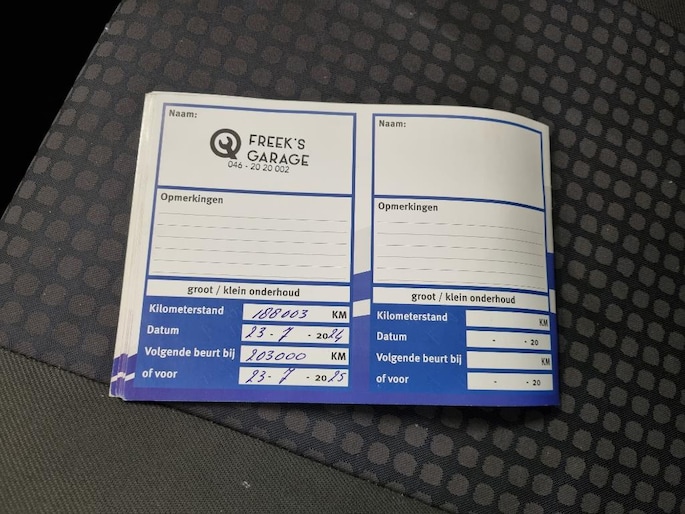 Naam:
FREEK'S
GARAGE
046 - 20 20 002
Opmerkingen
groot / klein onderhoud
Kilometerstand 188003 KM
Datum 23-7-2024
Volgende beurt bij 203000 KM
of voor 23-7-2025
Naam:
Opmerkingen
groot / klein onderhoud
Kilometerstand KM
Datum - - 20
Volgende beurt bij KM
of voor - - 20